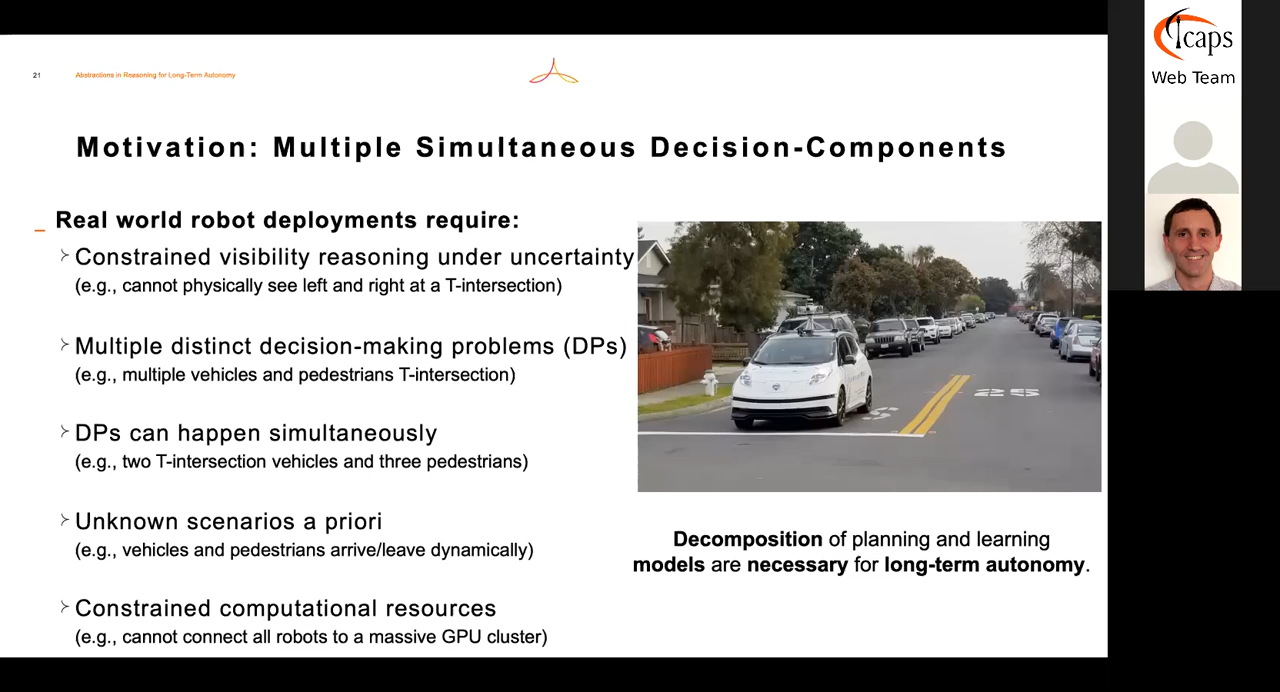 21
Abstractions in Reasoning for Long-Term Autonomy
Motivation: Multiple Simultaneous Decision-Components
Real world robot deployments require:
Constrained visibility reasoning under uncertainty
(e.g., cannot physically see left and right at a T-intersection)
Multiple distinct decision-making problems (DPs)
(e.g., multiple vehicles and pedestrians T-intersection)
DPs can happen simultaneously
(e.g., two T-intersection vehicles and three pedestrians)
Unknown scenarios a priori
(e.g., vehicles and pedestrians arrive/leave dynamically)
Constrained computational resources
(e.g., cannot connect all robots to a massive GPU cluster)
25
Decomposition of planning and learning
models are necessary for long-term autonomy.
icaps
Web Team